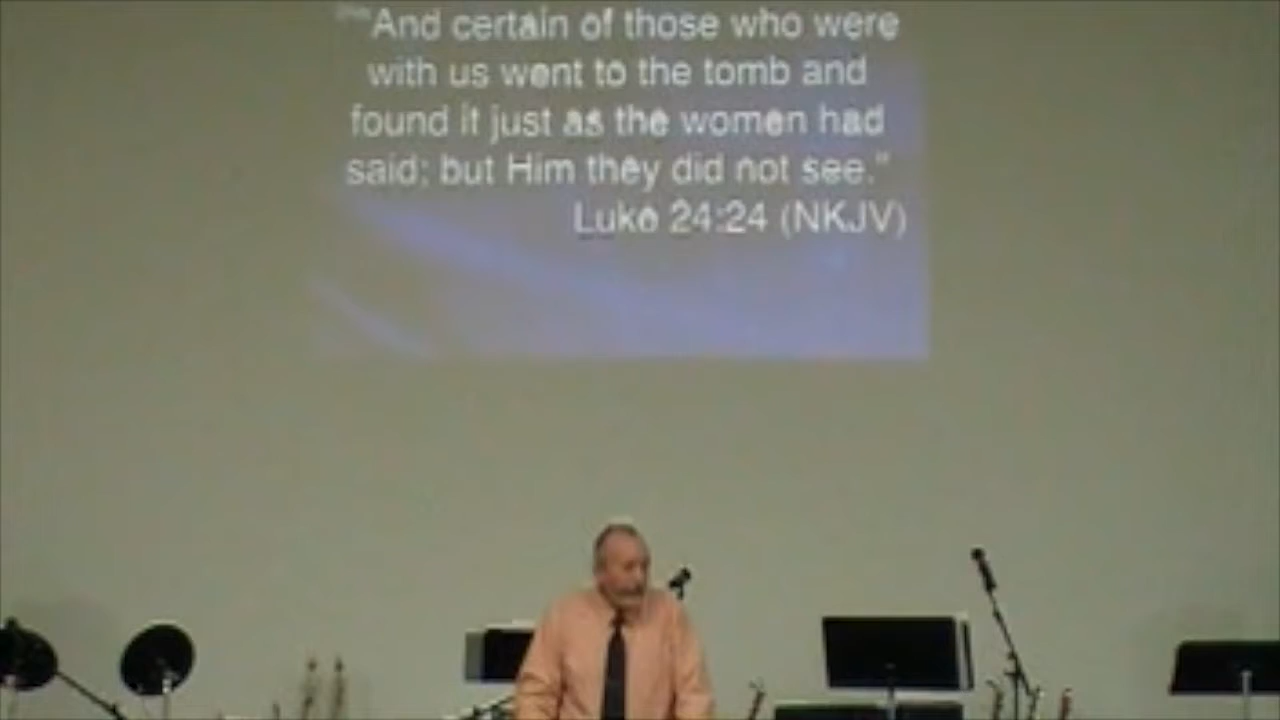 "And certain of those who were
with us went to the tomb and
found it just as the women had
said; but Him they did not see."
Luke 24:24 (NKJV)